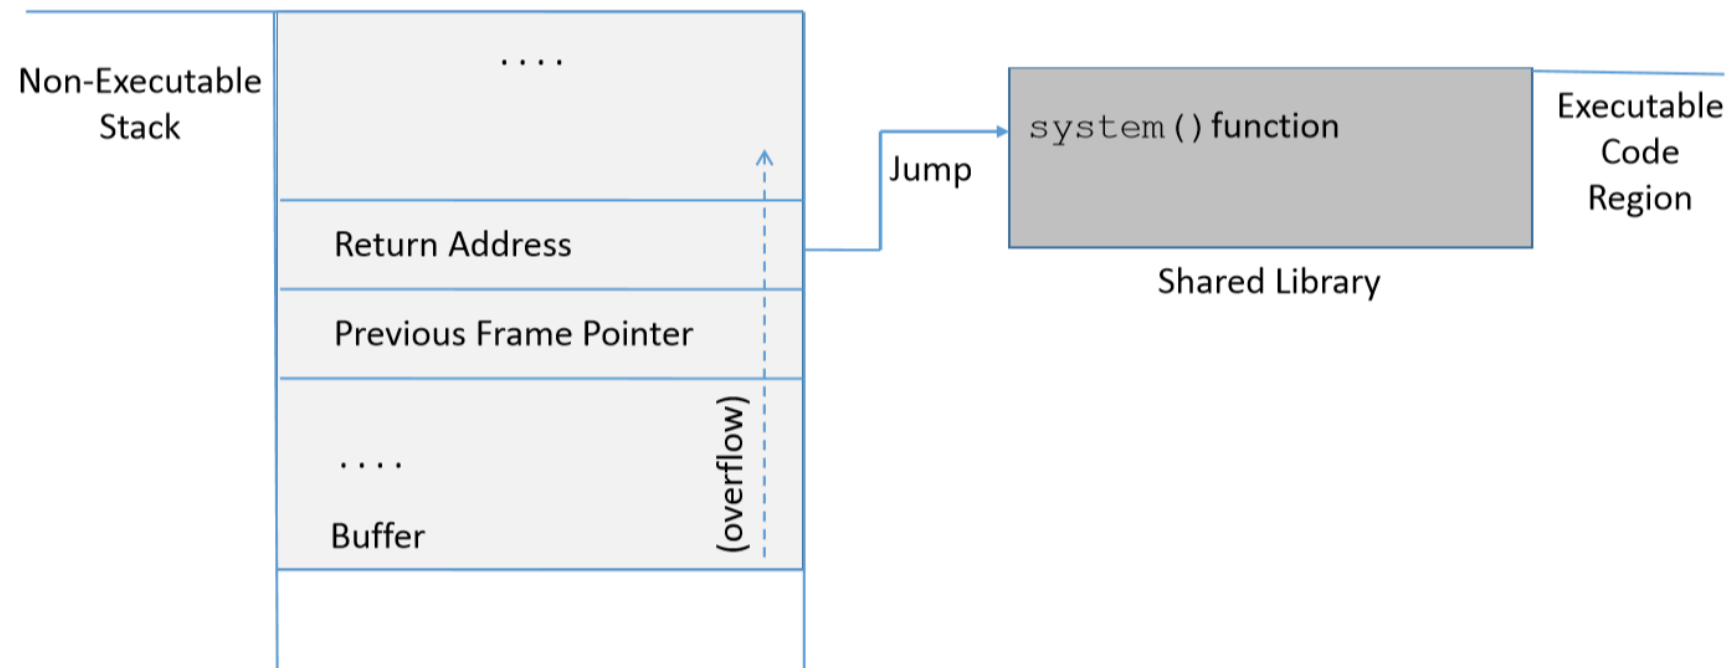 Non-Executable
Stack
....
Return Address
Previous Frame Pointer
....
Buffer
(overflow)
Jump
system() function
Shared Library
Executable
Code
Region